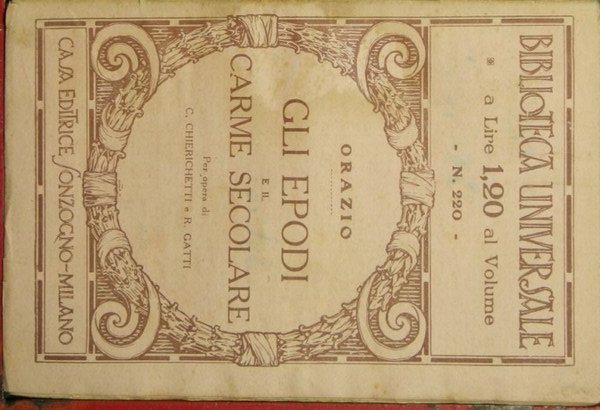 BIBLIOTECA UNIVERSALE
* a Lire 1,20 al Volume
- N. 220 -
ORAZIO
GLI EPODI
E IL
CARME SECOLARE
Per opera di
C. CHIERICHETTI e R. GATTI
CASA EDITRICE SONZOGNO-MILANO